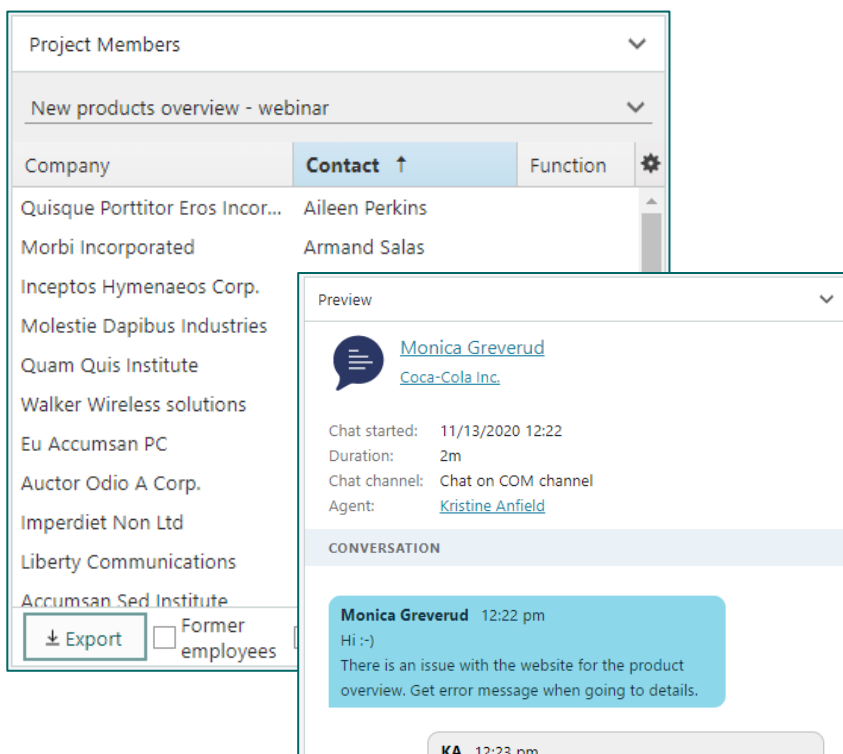 Project Members
New products overview - webinar
Company Contact ↑ Function
Quisque Porttitor Eros Incor... Aileen Perkins
Morbi Incorporated Armand Salas
Inceptos Hymenaeos Corp.
Molestie Dapibus Industries
Quam Quis Institute
Walker Wireless solutions
Eu Accumsan PC
Auctor Odio A Corp.
Imperdiet Non Ltd
Liberty Communications
Accumsan Sed Institute
Export
Former
employees
Preview
Monica Greverud
Coca-Cola Inc.
Chat started: 11/13/2020 12:22
Duration: 2m
Chat channel: Chat on COM channel
Agent: Kristine Anfield
CONVERSATION
Monica Greverud 12:22 pm
Hi :-)
There is an issue with the website for the product
overview. Get error message when going to details.
KA 12:23 pm